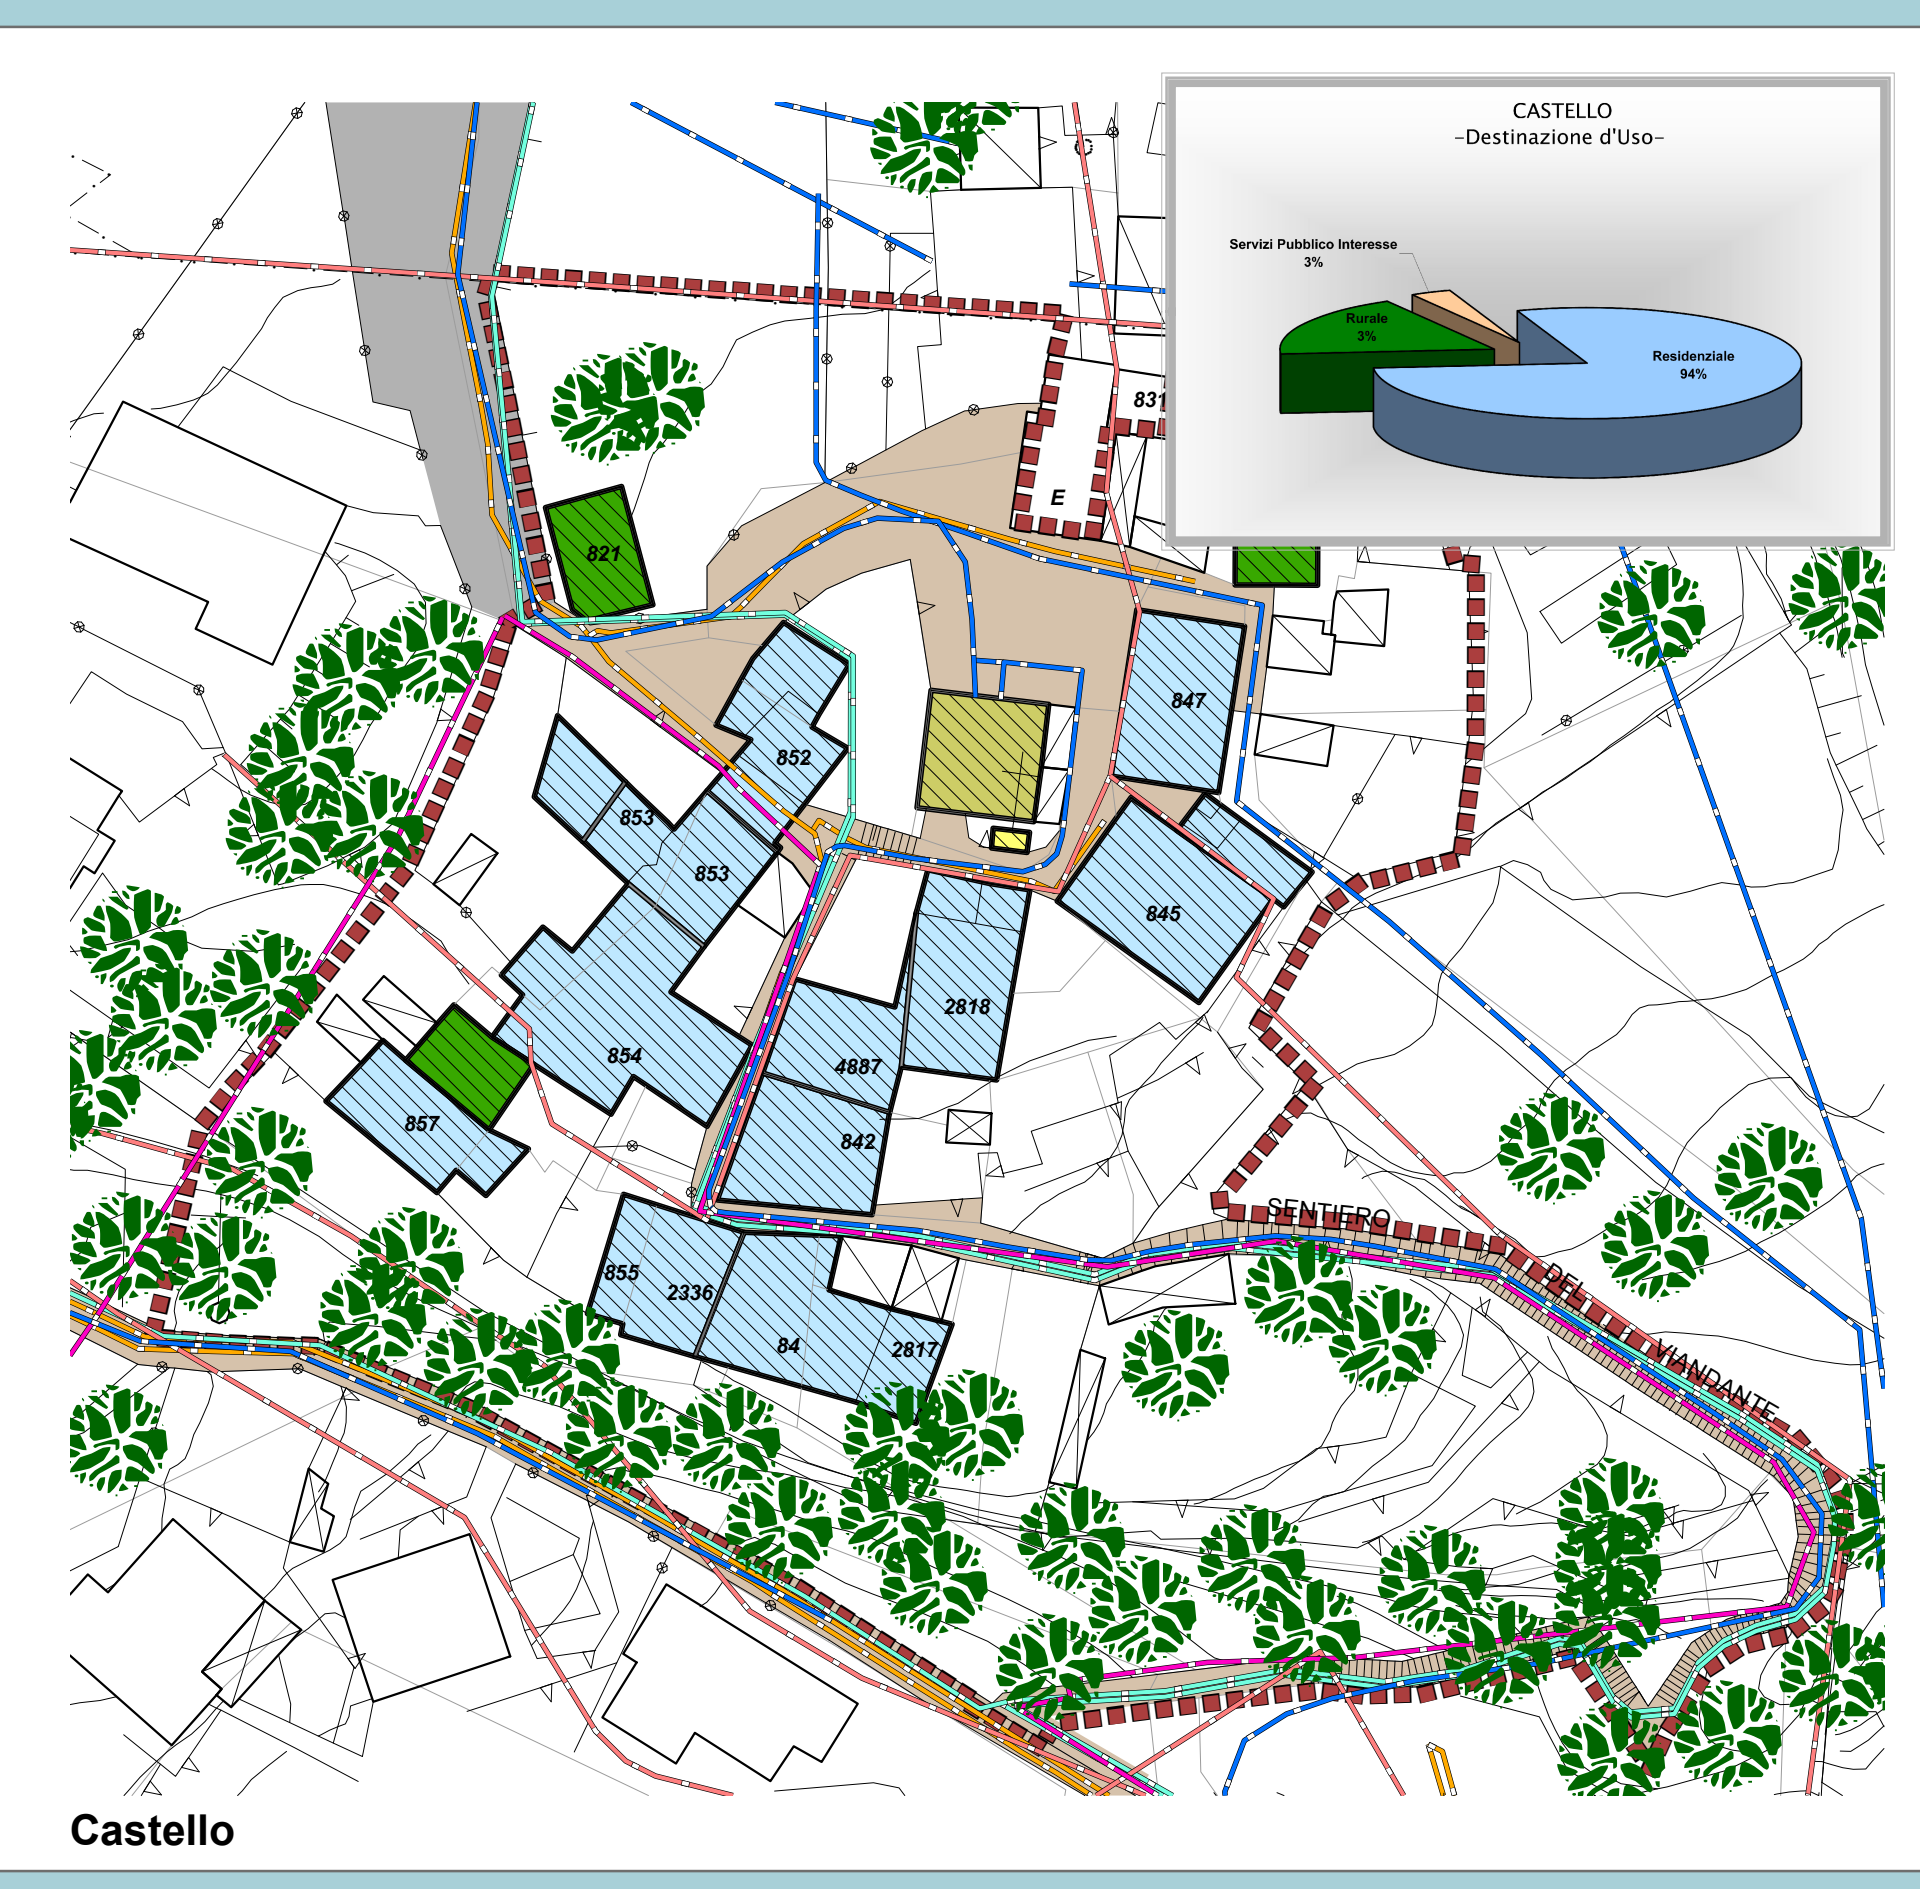 CASTELLO
-Destinazione d'Uso-
Servizi Pubblico Interesse
3%
Rurale
3%
Residenziale
94%
831
E
821
847
852
853
853
845
2818
854
4887
857
842
SENTIERO
DEL
VIANDANTE
855
2336
84
2817
Castello